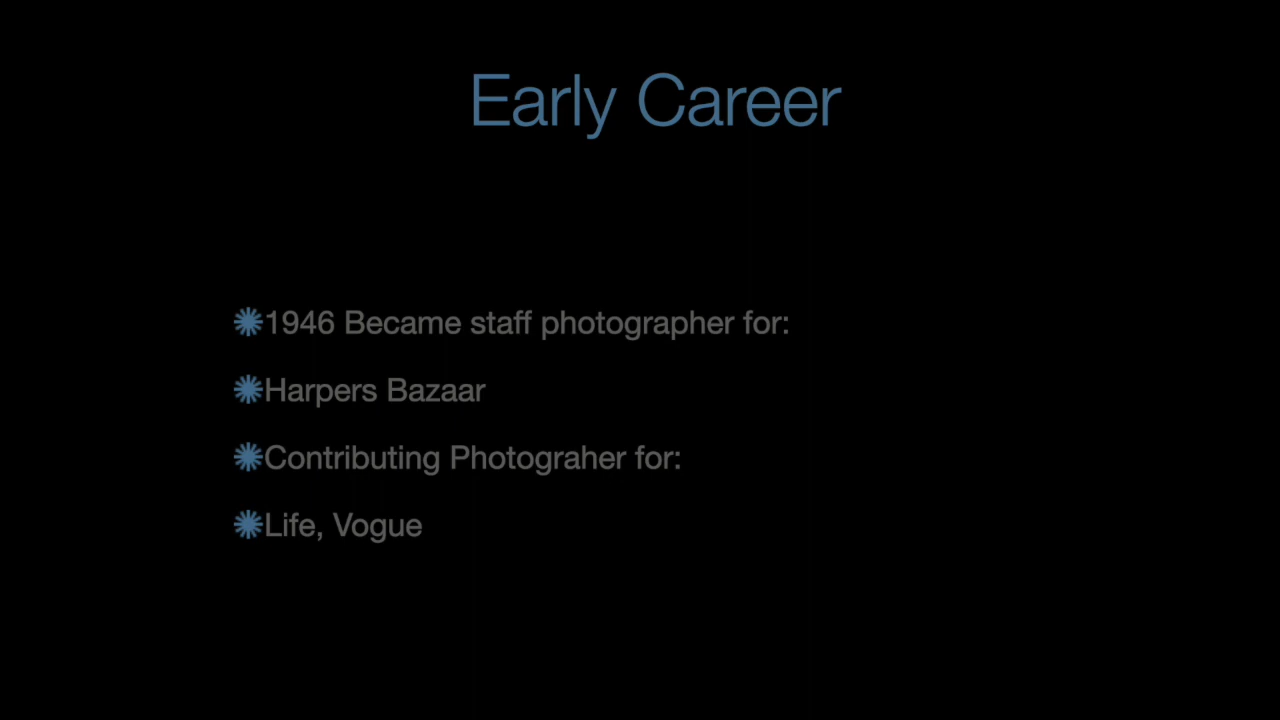 Early Career
1946 Became staff photographer for:
Harpers Bazaar
Contributing Photograher for:
Life, Vogue